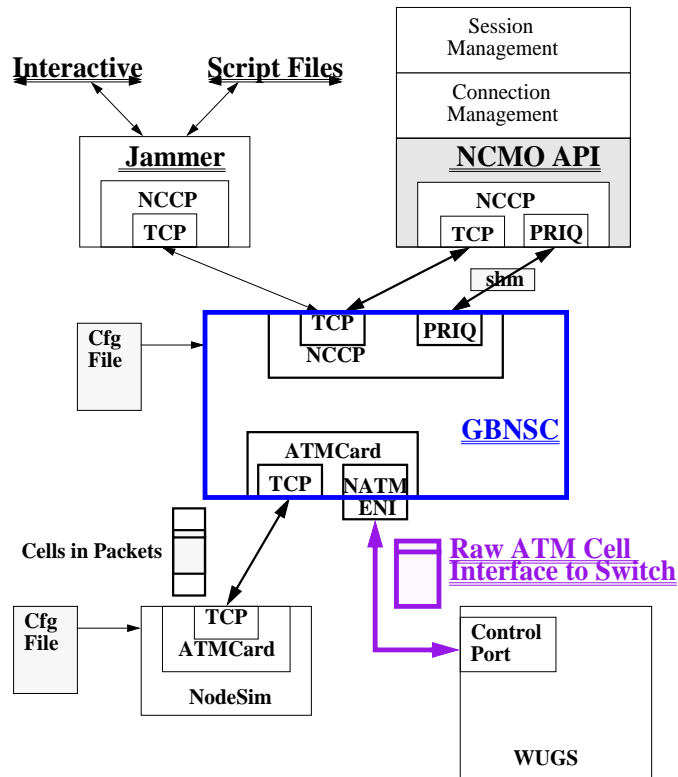 Session
Management
Interactive
Script Files
Connection
Management
Jammer
NCMO API
NCCP
NCCP
TCP
TCP
PRIQ
shm
TCP
PRIQ
NCCP
Cfg
File
GBNSC
ATMCard
TCP
NATM
ENI
Cells in Packets
Raw ATM Cell
Interface to Switch
Cfg
File
TCP
ATMCard
NodeSim
Control
Port
WUGS